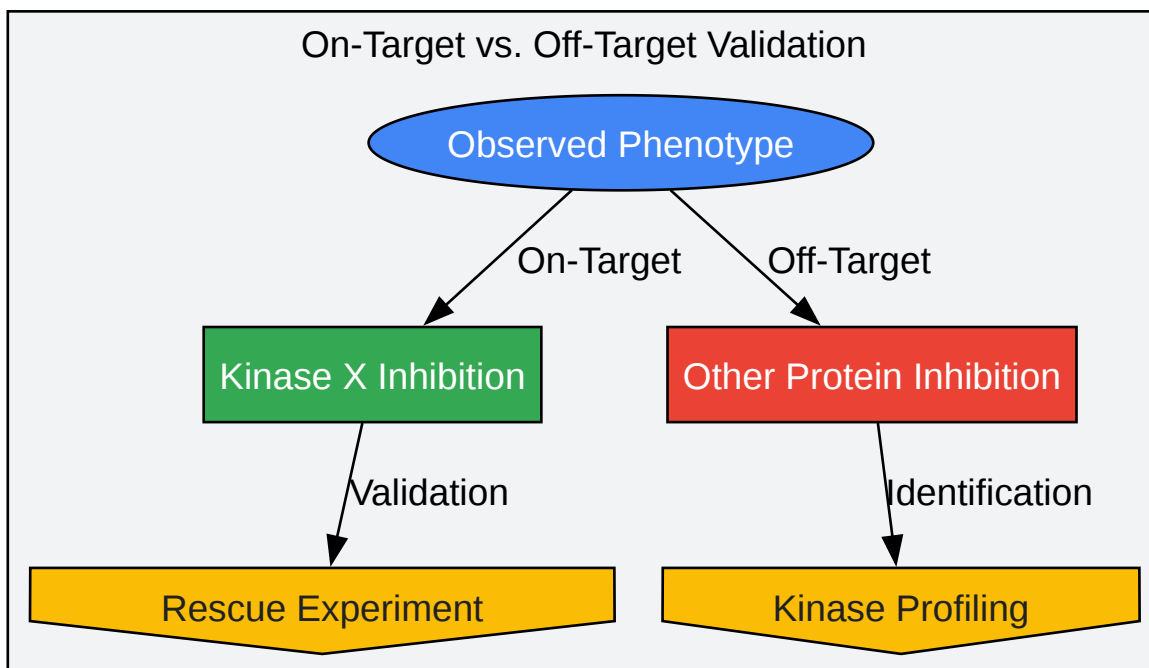 On-Target vs. Off-Target Validation
Observed Phenotype
On-Target
Off-Target
Kinase X Inhibition
Other Protein Inhibition
Validation
Identification
Rescue Experiment
Kinase Profiling